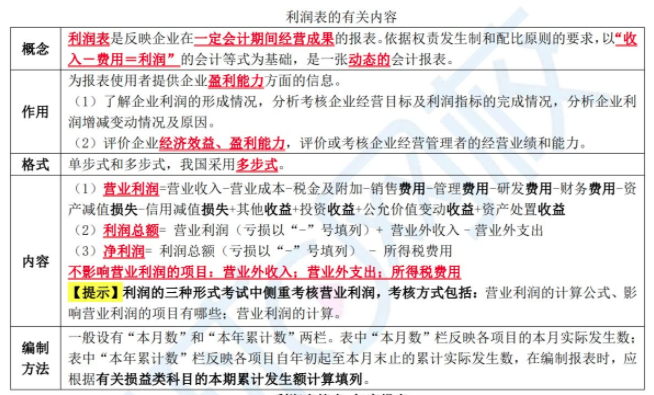 利润表的有关内容
概念
利润表是反映企业在一定会计期间经营成果的报表。依据权责发生制和配比原则的要求，以“收
入－费用＝利润”的会计等式为基础，是一张动态的会计报表。
作用
为报表使用者提供企业盈利能力方面的信息。
（1）了解企业利润的形成情况，分析考核企业经营目标及利润指标的完成情况，分析企业利
润增减变动情况及原因。
（2）评价企业经济效益、盈利能力，评价或考核企业经营管理者的经营业绩和能力。
格式
单步式和多步式，我国采用多步式。
内容
（1）营业利润=营业收入-营业成本-税金及附加-销售费用-管理费用-研发费用-财务费用-资
产减值损失-信用减值损失+其他收益+投资收益+公允价值变动收益+资产处置收益
（2）利润总额= 营业利润（亏损以“-”号填列）+ 营业外收入 - 营业外支出
（3）净利润= 利润总额（亏损以“-”号填列） - 所得税费用
不影响营业利润的项目：营业外收入；营业外支出；所得税费用
【提示】利润的三种形式考试中侧重考核营业利润，考核方式包括：营业利润的计算公式、影
响营业利润的项目有哪些；营业利润的计算。
编制
方法
一般设有“本月数”和“本年累计数”两栏。表中“本月数”栏反映各项目的本月实际发生数；
表中“本年累计数”栏反映各项目自年初起至本月末止的累计实际发生数，在编制报表时，应
根据有关损益类科目的本期累计发生额计算填列。